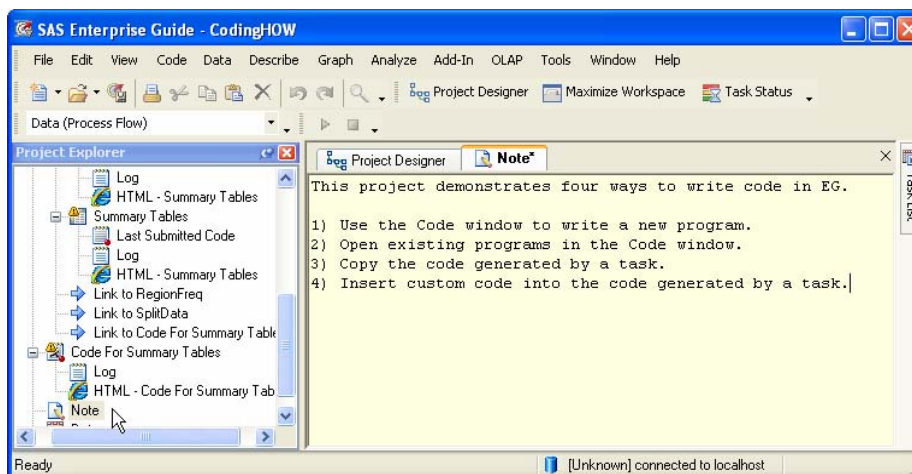 SAS Enterprise Guide - CodingHOW
File Edit View Code Data Describe Graph Analyze Add-In OLAP Tools Window Help
Project Designer Maximize Workspace Task Status
Data (Process Flow)
Project Explorer
Log
HTML - Summary Tables
Summary Tables
Last Submitted Code
Log
HTML - Summary Tables
Link to RegionFreq
Link to SplitData
Link to Code For Summary Table
Code For Summary Tables
Log
HTML - Code For Summary Tab
Note
Project Designer Note*
This project demonstrates four ways to write code in EG.
1) Use the Code window to write a new program.
2) Open existing programs in the Code window.
3) Copy the code generated by a task.
4) Insert custom code into the code generated by a task.
Task List
Ready [Unknown] connected to localhost